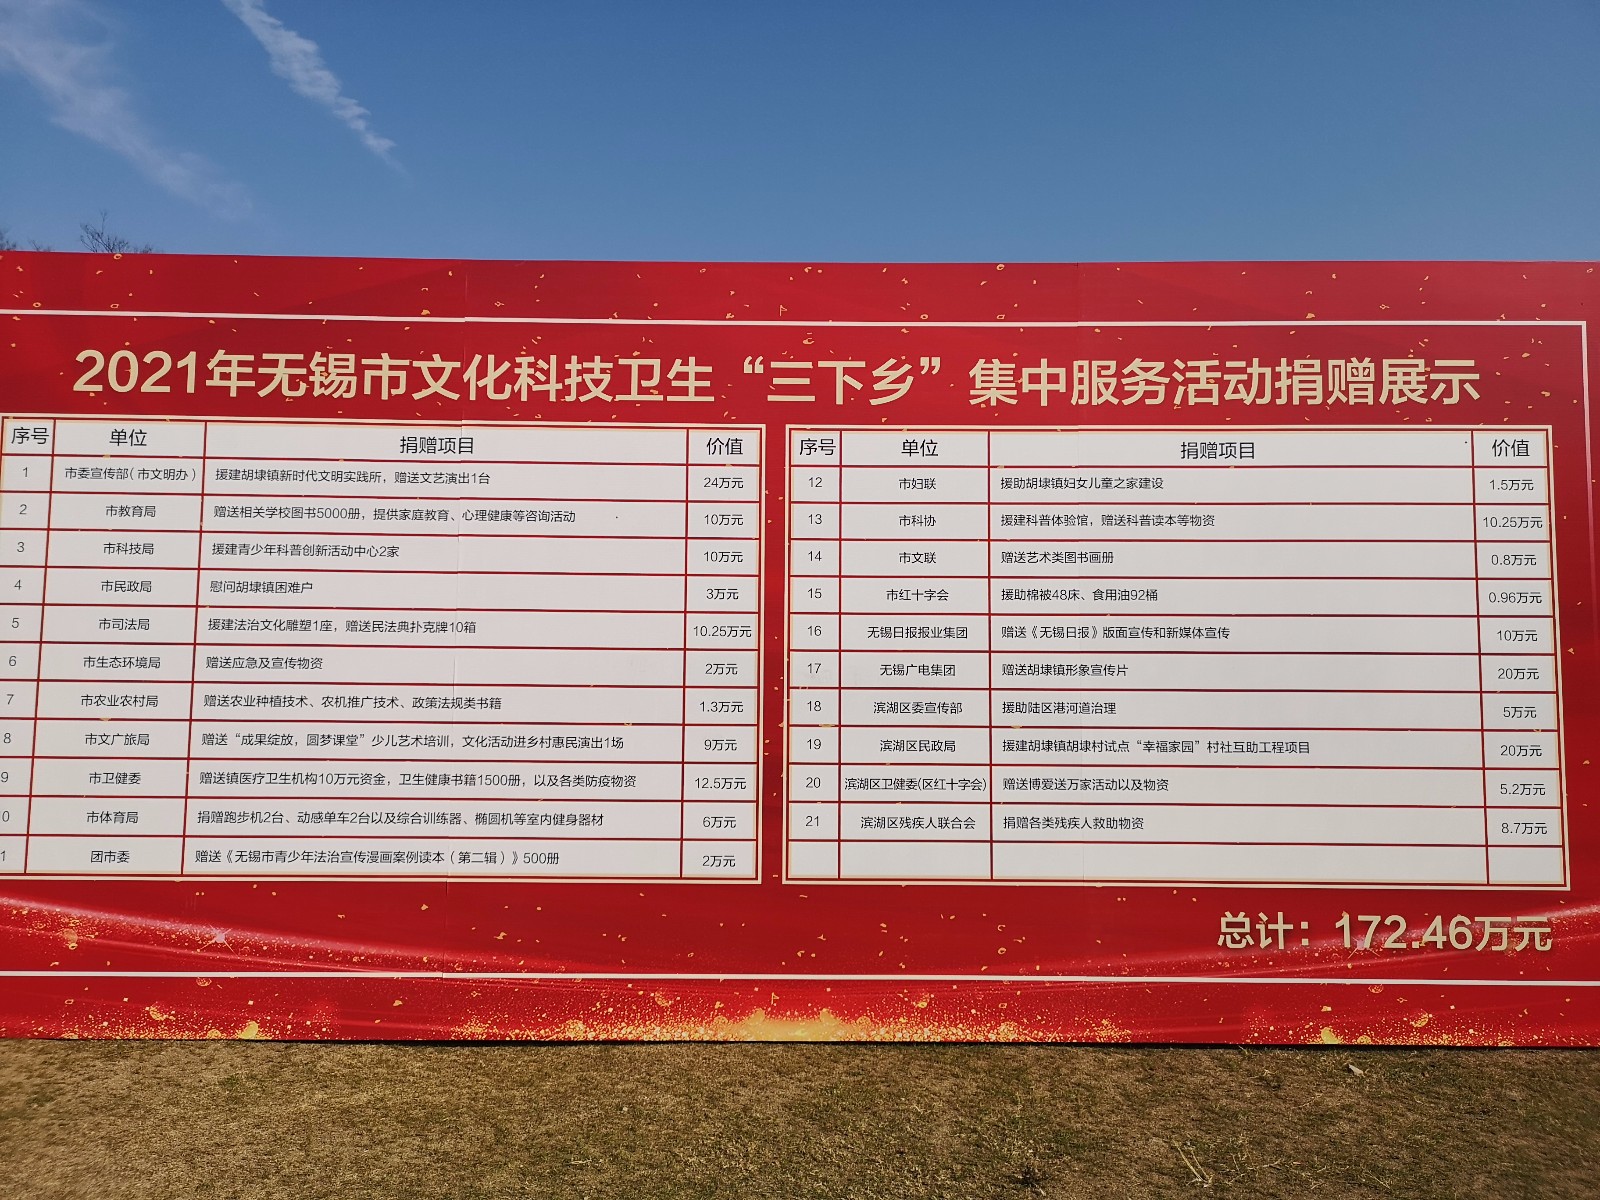 2021年无锡市文化科技卫生“三下乡”集中服务活动捐赠展示
序号 单位 捐赠项目 价值
1 市委宣传部（市文明办） 援建胡埭镇新时代文明实践所，赠送文艺演出1台 24万元
2 市教育局 赠送相关学校图书5000册，提供家庭教育、心理健康等咨询活动 10万元
3 市科技局 援建青少年科普创新活动中心2家 10万元
4 市民政局 慰问胡埭镇困难户 3万元
5 市司法局 援建法治文化雕塑1座，赠送民法典扑克牌10箱 10.25万元
6 市生态环境局 赠送应急及宣传物资 2万元
7 市农业农村局 赠送农业种植技术、农机推广技术、政策法规类书籍 1.3万元
8 市文广旅局 赠送“成果绽放，圆梦课堂”少儿艺术培训，文化活动进乡村惠民演出1场 9万元
9 市卫健委 赠送镇医疗卫生机构10万元资金，卫生健康书籍1500册，以及各类防疫物资 12.5万元
0 市体育局 捐赠跑步机2台、动感单车2台以及综合训练器、椭圆机等室内健身器材 6万元
1 团市委 赠送《无锡市青少年法治宣传漫画案例读本（第二辑）》500册 2万元
序号 单位 捐赠项目 价值
12 市妇联 援助胡埭镇妇女儿童之家建设 1.5万元
13 市科协 援建科普体验馆，赠送科普读本等物资 10.25万元
14 市文联 赠送艺术类图书画册 0.8万元
15 市红十字会 援助棉被48床、食用油92桶 0.96万元
16 无锡日报报业集团 赠送《无锡日报》版面宣传和新媒体宣传 10万元
17 无锡广电集团 赠送胡埭镇形象宣传片 20万元
18 滨湖区委宣传部 援助陆区港河道治理 5万元
19 滨湖区民政局 援建胡埭镇胡埭村试点“幸福家园”村社互助工程项目 20万元
20 滨湖区卫健委(区红十字会) 赠送博爱送万家活动以及物资 5.2万元
21 滨湖区残疾人联合会 捐赠各类残疾人救助物资 8.7万元
总计：172.46万元